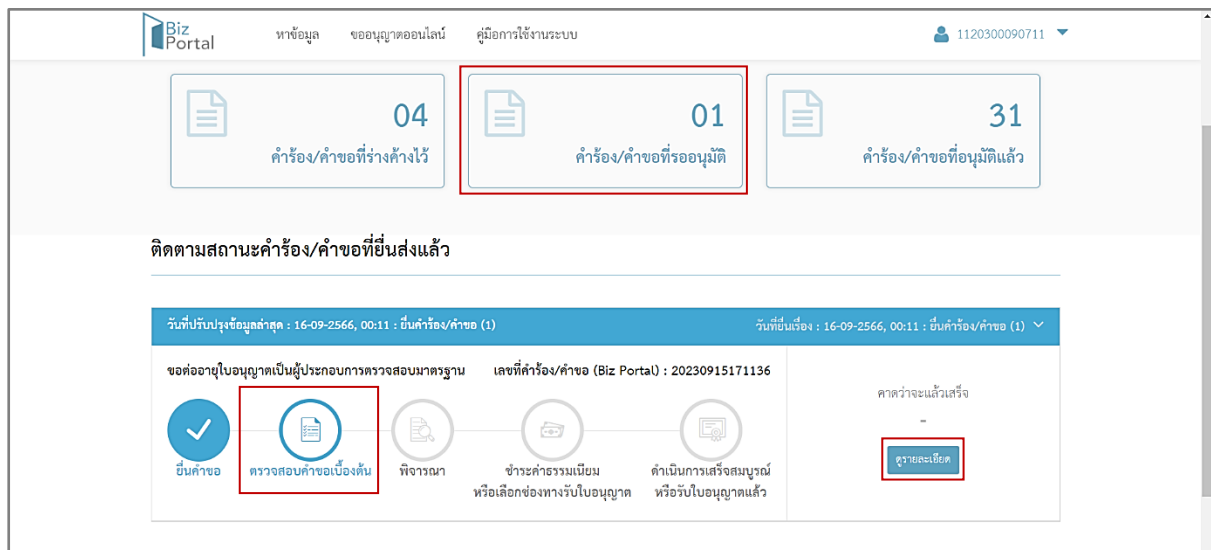 Biz
Portal
หาข้อมูล ขออนุญาตออนไลน์ คู่มือการใช้งานระบบ 1120300090711
04 01 31
คำร้อง/คำขอที่ร่างค้างไว้ คำร้อง/คำขอที่รออนุมัติ คำร้อง/คำขอที่อนุมัติแล้ว
ติดตามสถานะคำร้อง/คำขอที่ยื่นส่งแล้ว
วันที่ปรับปรุงข้อมูลล่าสุด : 16-09-2566, 00:11 : ยื่นคำร้อง/คำขอ (1) วันที่ยื่นเรื่อง : 16-09-2566, 00:11 : ยื่นคำร้อง/คำขอ (1)
ขอต่ออายุใบอนุญาตเป็นผู้ประกอบการตรวจสอบมาตรฐาน เลขที่คำร้อง/คำขอ (Biz Portal) : 20230915171136
คาดว่าจะแล้วเสร็จ
-
ดูรายละเอียด
ยื่นคำขอ ตรวจสอบคำขอเบื้องต้น พิจารณา ชำระค่าธรรมเนียม ดำเนินการเสร็จสมบูรณ์
หรือเลือกช่องทางรับใบอนุญาต หรือรับใบอนุญาตแล้ว